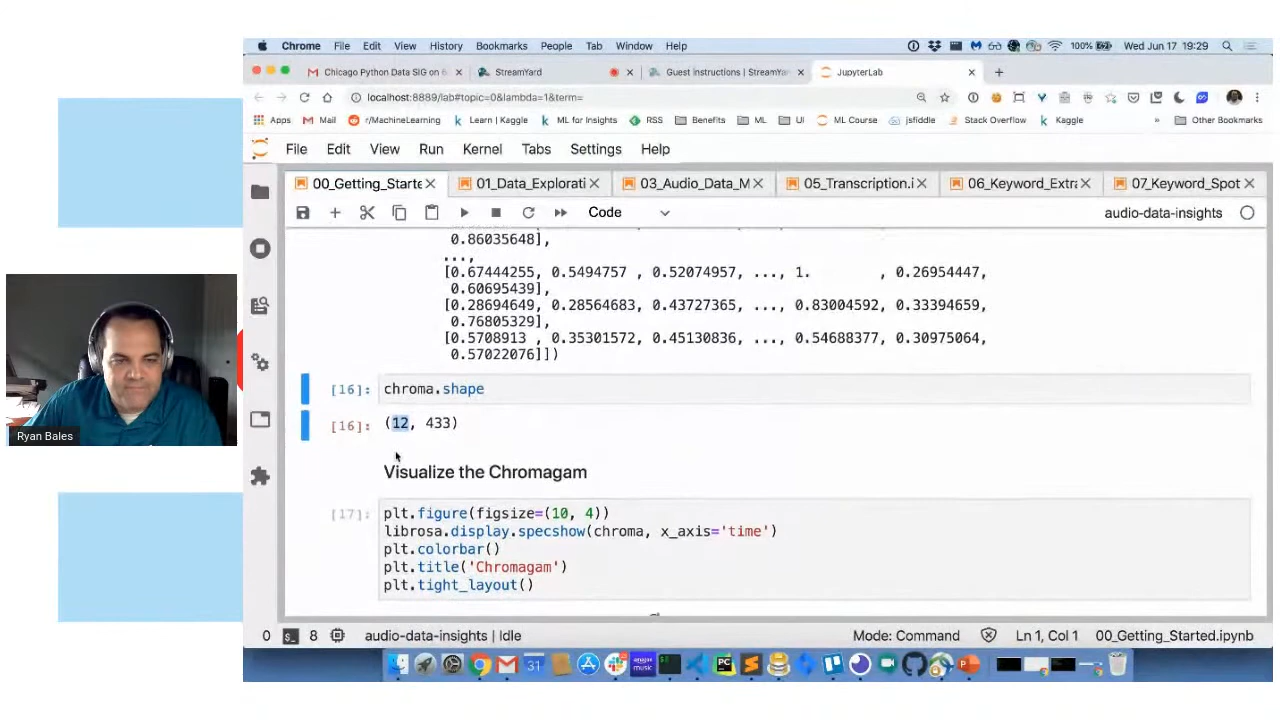 Chrome File Edit View History Bookmarks People Tab Window Help 100% Wed Jun 17 19:29
Chicago Python Data SIG on 6 StreamYard Guest Instructions | StreamYa JupyterLab
localhost:8889/lab#topic=0&lambda=1&term=
Apps Mail r/MachineLearning Learn | Kaggle ML for Insights RSS Benefits ML UI ML Course jsfiddle Stack Overflow Kaggle » Other Bookmarks
File Edit View Run Kernel Tabs Settings Help
00_Getting_Starte 01_Data_Explorati 03_Audio_Data_M 05_Transcription.i 06_Keyword_Extra 07_Keyword_Spot
Code audio-data-insights
0.86035648],
...,
[0.67444255, 0.5494757 , 0.52074957, ..., 1. , 0.26954447,
0.60695439],
[0.28694649, 0.28564683, 0.43727365, ..., 0.83004592, 0.33394659,
0.76805329],
[0.5708913 , 0.35301572, 0.45130836, ..., 0.54688377, 0.30975064,
0.57022076]])
[16]: chroma.shape
[16]: (12, 433)
Visualize the Chromagam
[17]: plt.figure(figsize=(10, 4))
librosa.display.specshow(chroma, x_axis='time')
plt.colorbar()
plt.title('Chromagam')
plt.tight_layout()
0 8 audio-data-insights | Idle Mode: Command Ln 1, Col 1 00_Getting_Started.ipynb
Ryan Bales